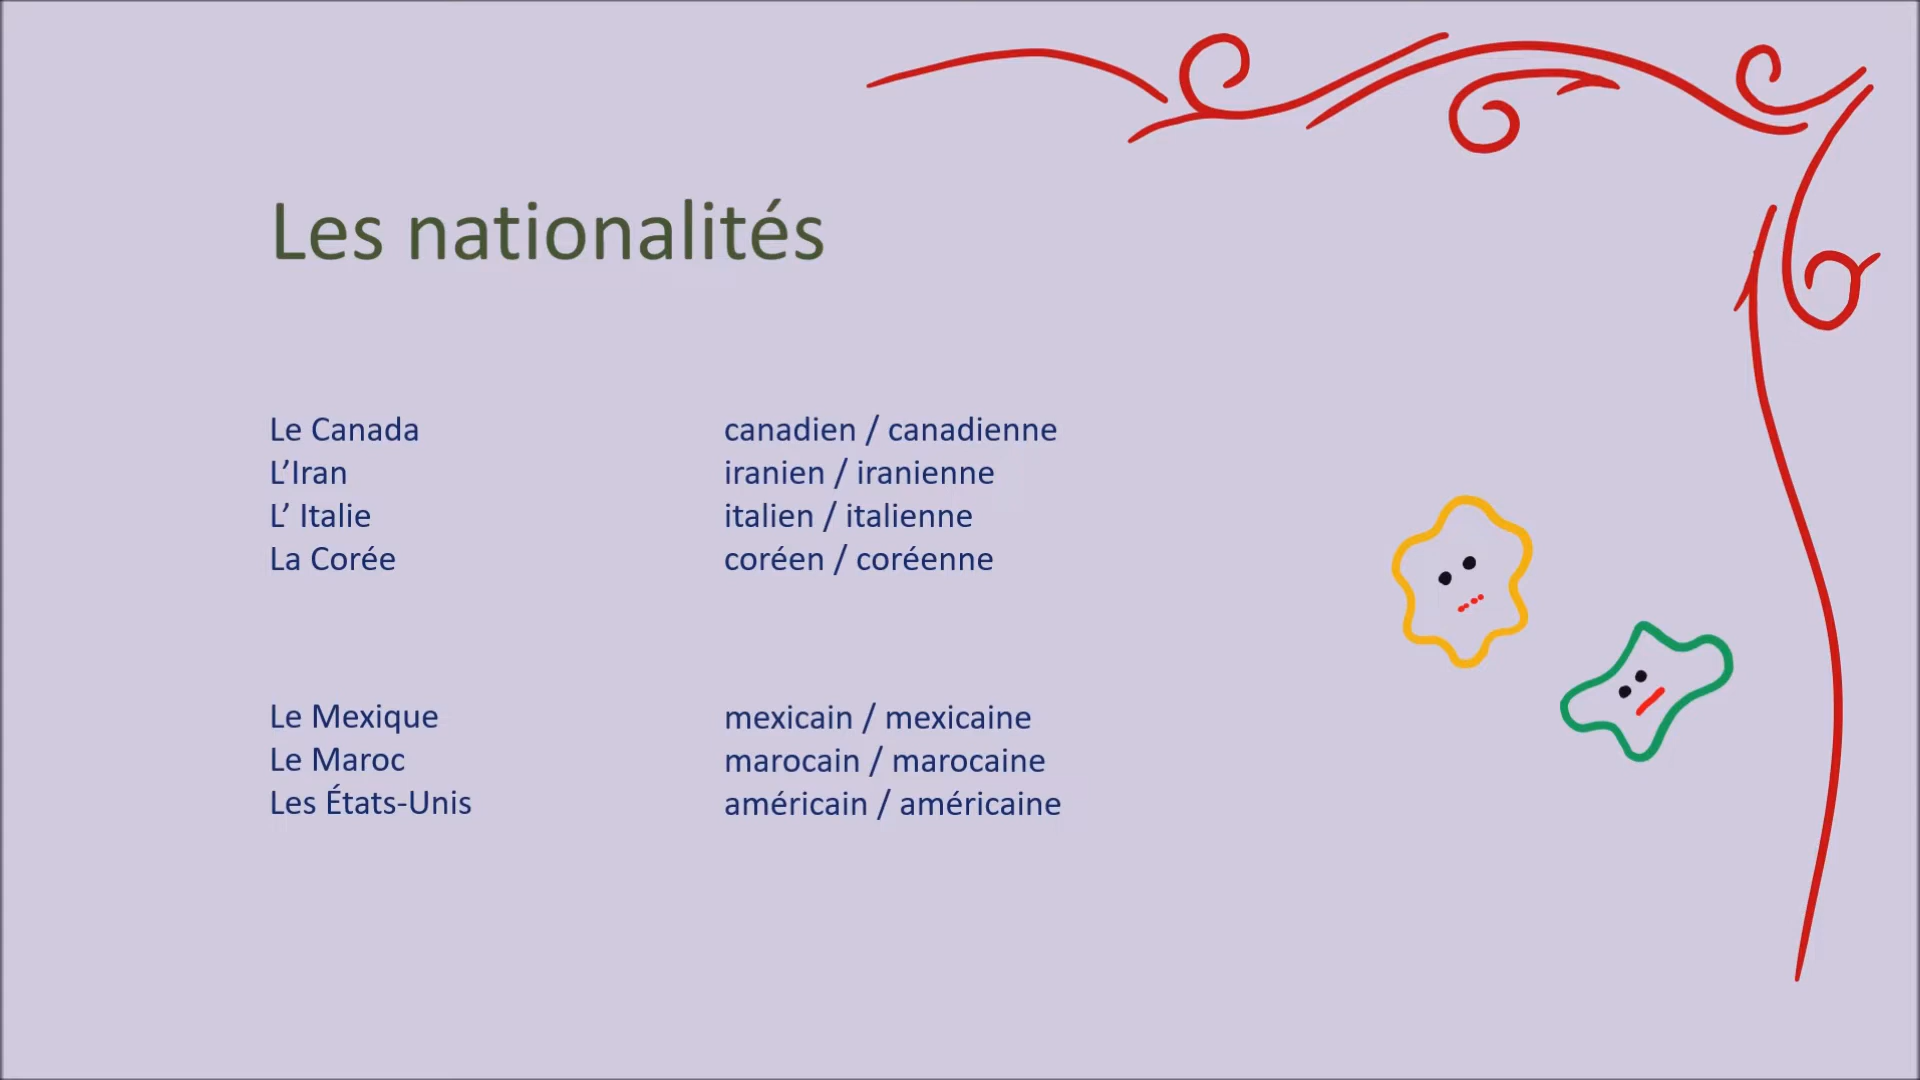 Les nationalités
Le Canada canadien / canadienne
L’Iran iranien / iranienne
L’ Italie italien / italienne
La Corée coréen / coréenne
Le Mexique mexicain / mexicaine
Le Maroc marocain / marocaine
Les États-Unis américain / américaine